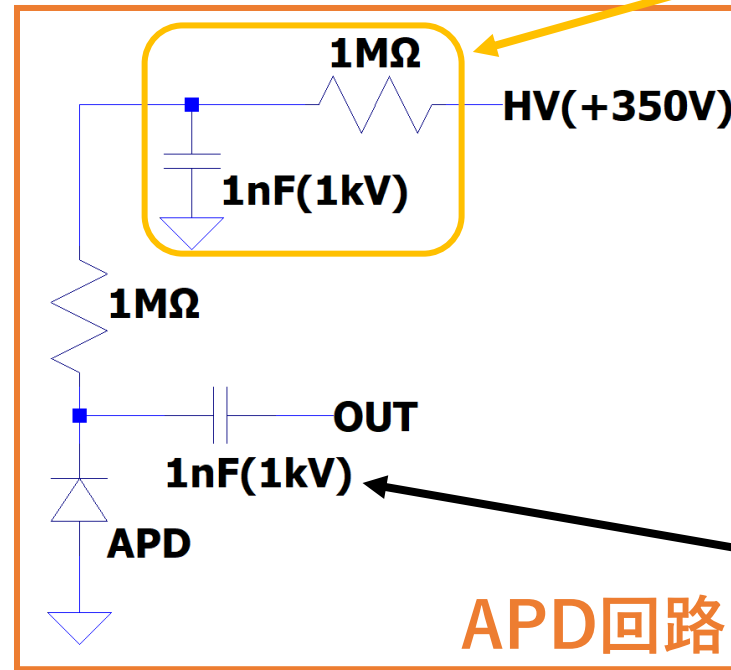 1MΩ
HV(+350V)
1nF(1kV)
1MΩ
OUT
1nF(1kV)
APD
APD回路